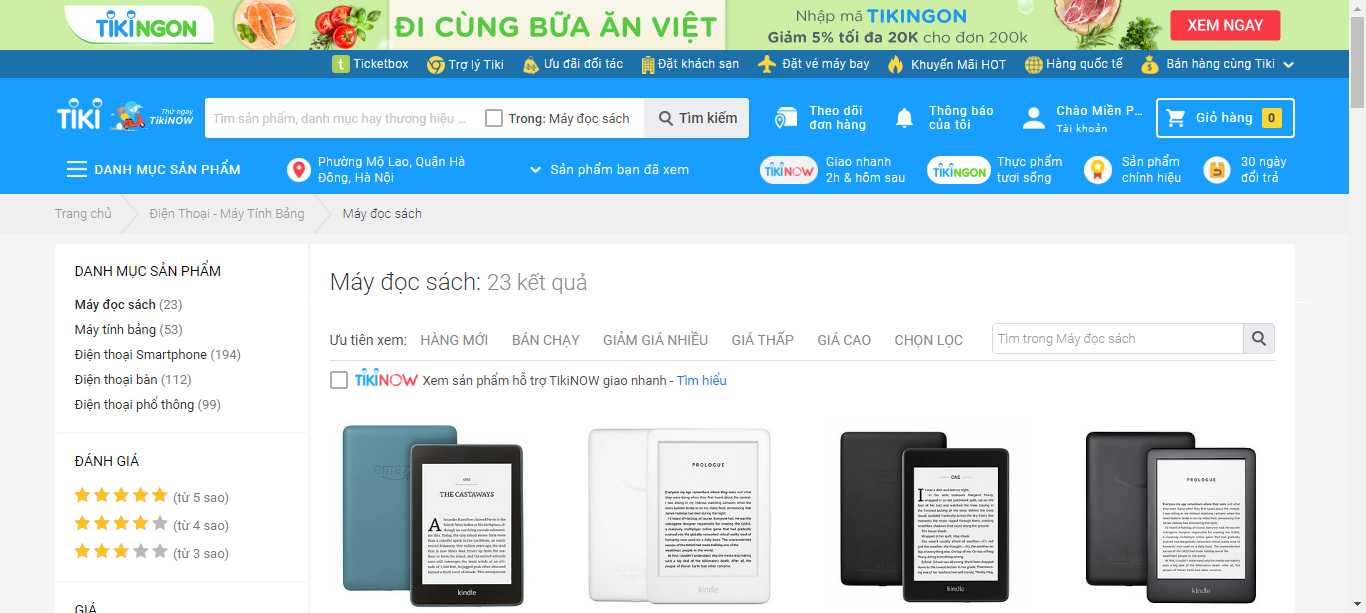 TIKINGON
ĐI CÙNG BỮA ĂN VIỆT
Nhập mã TIKINGON
Giảm 5% tối đa 20K cho đơn 200k
XEM NGAY
Ticketbox
Trợ lý Tiki
Ưu đãi đối tác
Đặt khách sạn
Đặt vé máy bay
Khuyến Mãi HOT
Hàng quốc tế
Bán hàng cùng Tiki
TIKI
Thử ngay
TIKINOW
Tìm sản phẩm, danh mục hay thương hiệu ...
Trong: Máy đọc sách
Tìm kiếm
Theo dõi
đơn hàng
Thông báo
của tôi
Chào Miền P...
Tài khoản
Giỏ hàng 0
DANH MỤC SẢN PHẨM
Phường Mộ Lao, Quận Hà
Đông, Hà Nội
Sản phẩm bạn đã xem
TIKINOW
Giao nhanh
2h & hôm sau
TIKINGON
Thực phẩm
tươi sống
Sản phẩm
chính hiệu
30 ngày
đổi trả
Trang chủ
Điện Thoại - Máy Tính Bảng
Máy đọc sách
DANH MỤC SẢN PHẨM
Máy đọc sách (23)
Máy tính bảng (53)
Điện thoại Smartphone (194)
Điện thoại bàn (112)
Điện thoại phổ thông (99)
ĐÁNH GIÁ
(từ 5 sao)
(từ 4 sao)
(từ 3 sao)
GIÁ
Máy đọc sách: 23 kết quả
Ưu tiên xem:
HÀNG MỚI
BÁN CHẠY
GIẢM GIÁ NHIỀU
GIÁ THẤP
GIÁ CAO
CHỌN LỌC
Tìm trong Máy đọc sách
TIKINOW Xem sản phẩm hỗ trợ TikiNOW giao nhanh - Tìm hiểu
ONE
THE CASTAWAYS
kindle
PROLOGUE
kindle
ONE
kindle
PROLOGUE
kindle